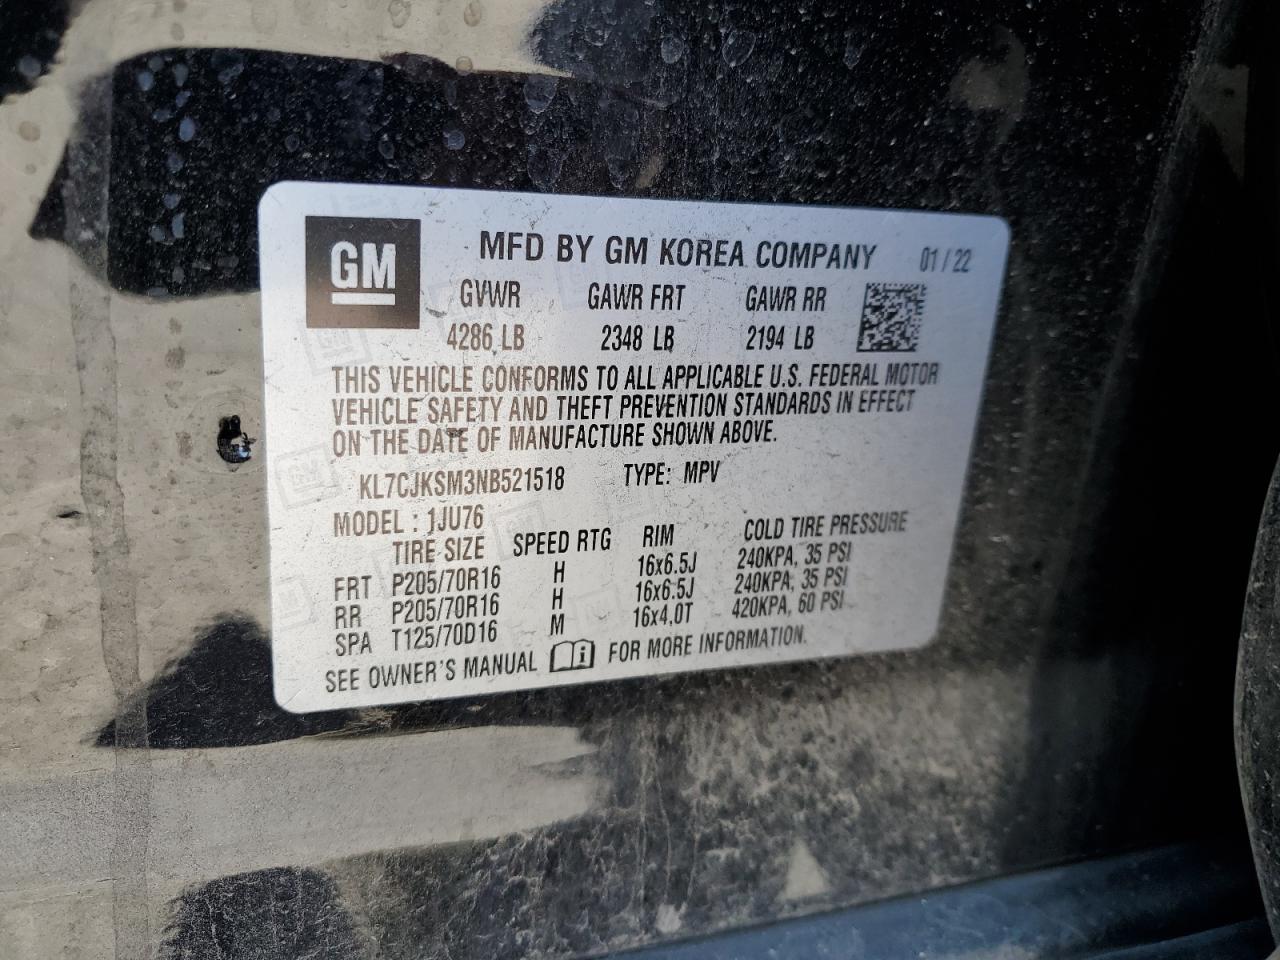 GM
MFD BY GM KOREA COMPANY 01/22
GVWR GAWR FRT GAWR RR
4286 LB 2348 LB 2194 LB
THIS VEHICLE CONFORMS TO ALL APPLICABLE U.S. FEDERAL MOTOR
VEHICLE SAFETY AND THEFT PREVENTION STANDARDS IN EFFECT
ON THE DATE OF MANUFACTURE SHOWN ABOVE.
KL7CJKSM3NB521518 TYPE: MPV
MODEL : 1JU76
TIRE SIZE SPEED RTG RIM COLD TIRE PRESSURE
FRT P205/70R16 H 16x6.5J 240KPA, 35 PSI
RR P205/70R16 H 16x6.5J 240KPA, 35 PSI
SPA T125/70D16 M 16x4.0T 420KPA, 60 PSI
SEE OWNER'S MANUAL i FOR MORE INFORMATION.